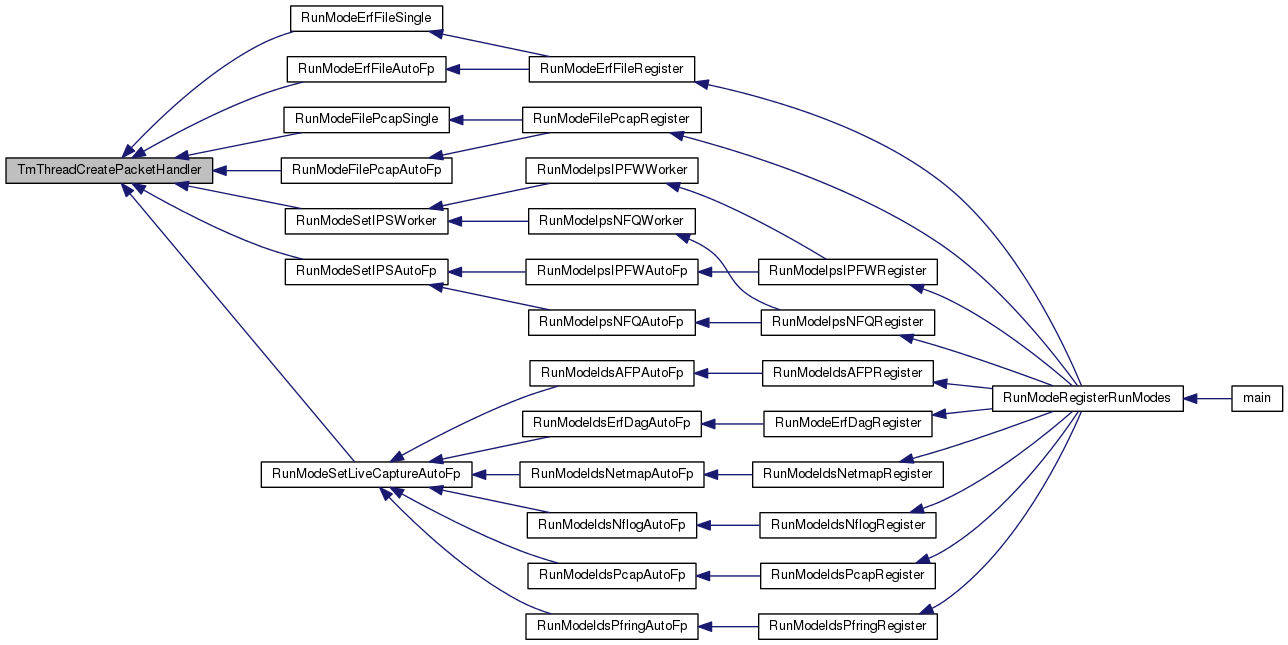 RunModeErfFileSingle
RunModeErfFileAutoFp
RunModeErfFileRegister
RunModeFilePcapSingle
RunModeFilePcapRegister
TmThreadCreatePacketHandler
RunModeFilePcapAutoFp
RunModeIpsIPFWWorker
RunModeSetIPSWorker
RunModeIpsNFQWorker
RunModeSetIPSAutoFp
RunModeIpsIPFWAutoFp
RunModeIpsIPFWRegister
RunModeIpsNFQAutoFp
RunModeIpsNFQRegister
RunModeIdsAFPAutoFp
RunModeIdsAFPRegister
RunModeRegisterRunModes
main
RunModeIdsErfDagAutoFp
RunModeErfDagRegister
RunModeSetLiveCaptureAutoFp
RunModeIdsNetmapAutoFp
RunModeIdsNetmapRegister
RunModeIdsNflogAutoFp
RunModeIdsNflogRegister
RunModeIdsPcapAutoFp
RunModeIdsPcapRegister
RunModeIdsPfringAutoFp
RunModeIdsPfringRegister